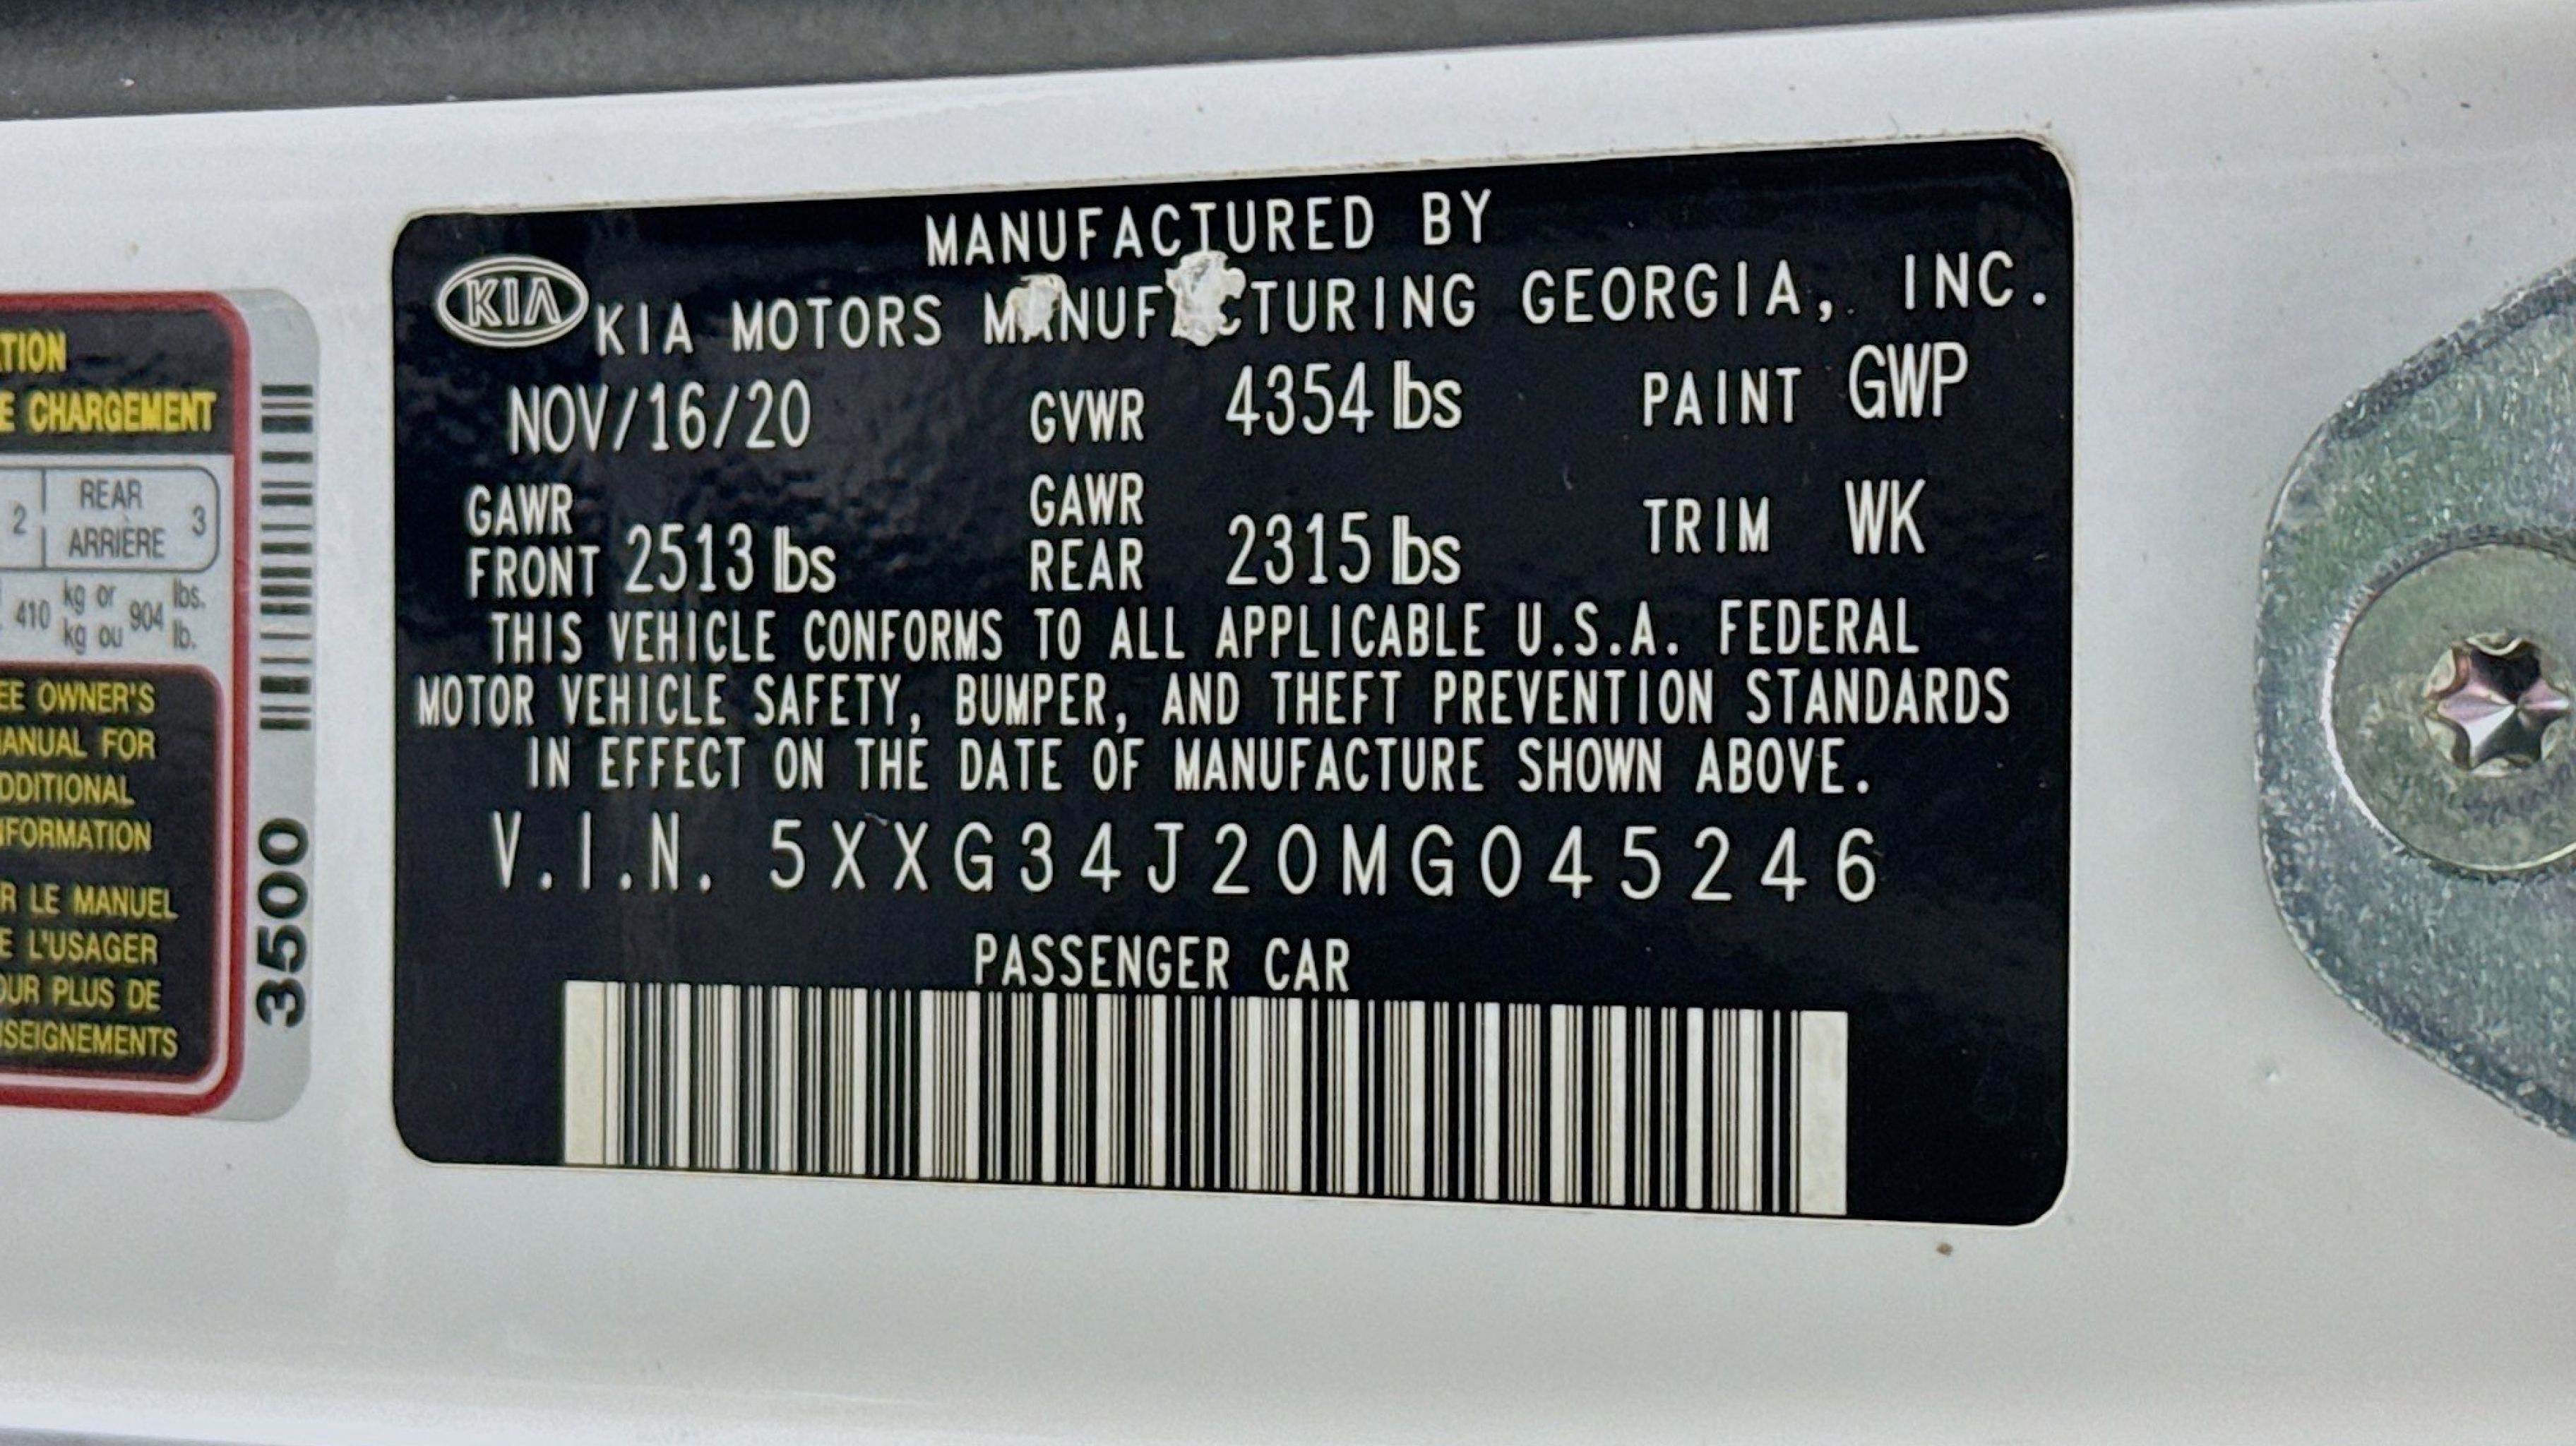 TION
E CHARGEMENT
2 REAR 3
ARRIÈRE
410 kg or 904 lbs.
kg ou lb.
EE OWNER'S
ANUAL FOR
DDITIONAL
NFORMATION
R LE MANUEL
E L'USAGER
OUR PLUS DE
NSEIGNEMENTS
3500
MANUFACTURED BY
KIA KIA MOTORS MANUFACTURING GEORGIA, INC.
NOV/16/20 GVWR 4354 lbs PAINT GWP
GAWR FRONT 2513 lbs GAWR REAR 2315 lbs TRIM WK
THIS VEHICLE CONFORMS TO ALL APPLICABLE U.S.A. FEDERAL
MOTOR VEHICLE SAFETY, BUMPER, AND THEFT PREVENTION STANDARDS
IN EFFECT ON THE DATE OF MANUFACTURE SHOWN ABOVE.
V.I.N. 5XXG34J20MG045246
PASSENGER CAR